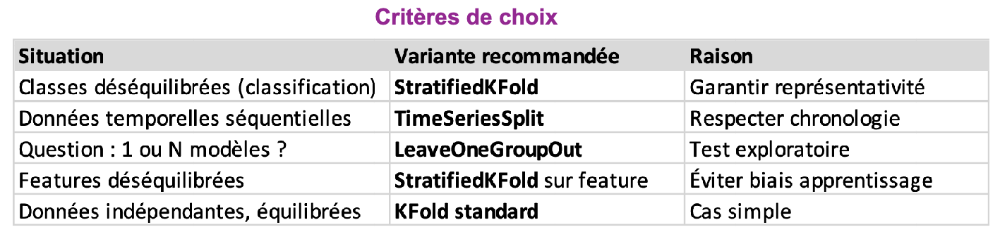 Critères de choix
Situation Variante recommandée Raison
Classes déséquilibrées (classification) StratifiedKFold Garantir représentativité
Données temporelles séquentielles TimeSeriesSplit Respecter chronologie
Question : 1 ou N modèles ? LeaveOneGroupOut Test exploratoire
Features déséquilibrées StratifiedKFold sur feature Éviter biais apprentissage
Données indépendantes, équilibrées KFold standard Cas simple